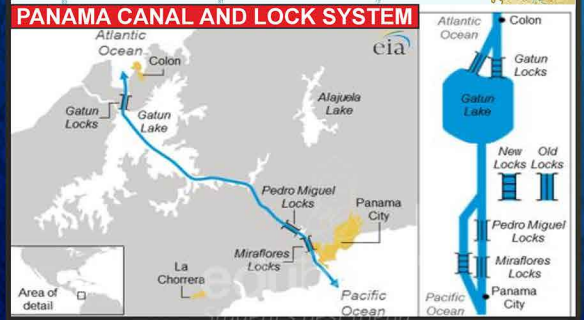 PANAMA CANAL AND LOCK SYSTEM
Atlantic
Ocean
Colon
eia
Gatun
Locks
Gatun
Lake
Alajuela
Lake
Pedro Miguel
Locks
Panama
City
Miraflores
Locks
La
Chorrera
Pacific
Ocean
Area of
detail
Atlantic
Ocean
Colon
Gatun
Locks
Gatun
Lake
New
Locks
Old
Locks
Pedro Miguel
Locks
Miraflores
Locks
Pacific
Ocean
Panama
City